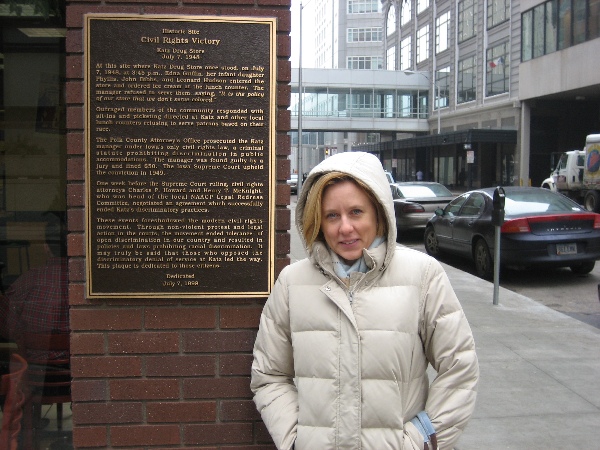 Historic Site
Civil Rights Victory
Katz Drug Store
July 7, 1948
At this site where Katz Drug Store once stood, on July
7, 1948, at 3:45 p.m., Edna Griffin, her infant daughter
Phyllis, John Bibbs, and Leonard Hudson entered the
store and ordered ice cream at the lunch counter. The
manager refused to serve them, saying, "It is the policy
of our store that we don't serve colored."
Outraged members of the community responded with
sit-ins and picketing directed at Katz and other local
lunch counters refusing to serve patrons based on their
race.
The Polk County Attorney's Office prosecuted the Katz
manager under Iowa's only civil rights law, a criminal
statute prohibiting discrimination in public
accommodations. The manager was found guilty by a
jury and fined $50. The Iowa Supreme Court upheld
the conviction in 1949.
One week before the Supreme Court ruling, civil rights
attorneys Charles P. Howard and Henry T. McKnight,
who was head of the local NAACP Legal Redress
Committee, negotiated an agreement which successfully
ended Katz's discriminatory practices.
These events foreshadowed the modern civil rights
movement. Through non-violent protest and legal
action in the courts, the movement ended tolerance of
open discrimination in our country and resulted in
policies and laws prohibiting racial discrimination. It
may truly be said that those who opposed the
discriminatory denial of service at Katz led the way.
This plaque is dedicated to these citizens.
Dedicated
July 7, 1998